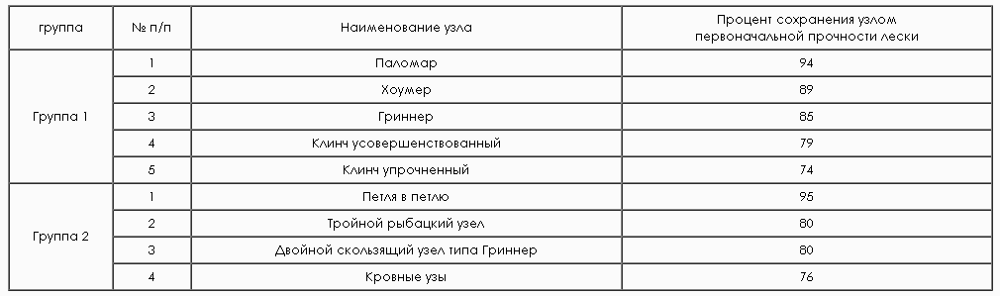 группа № п/п Наименование узла Процент сохранения узлом
первоначальной прочности лески
Группа 1
1 Паломар 94
2 Хоумер 89
3 Гриннер 85
4 Клинч усовершенствованный 79
5 Клинч упрочненный 74
Группа 2
1 Петля в петлю 95
2 Тройной рыбацкий узел 80
3 Двойной скользящий узел типа Гриннер 80
4 Кровные узы 76